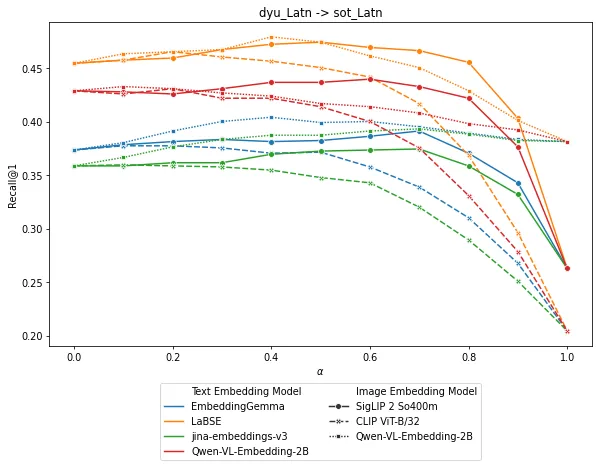 dyu_Latn -> sot_Latn
Recall@1
0.45
0.40
0.35
0.30
0.25
0.20
0.0
0.2
0.4
0.6
0.8
1.0
α
Text Embedding Model
EmbeddingGemma
LaBSE
jina-embeddings-v3
Qwen-VL-Embedding-2B
Image Embedding Model
SigLIP 2 So400m
CLIP ViT-B/32
Qwen-VL-Embedding-2B